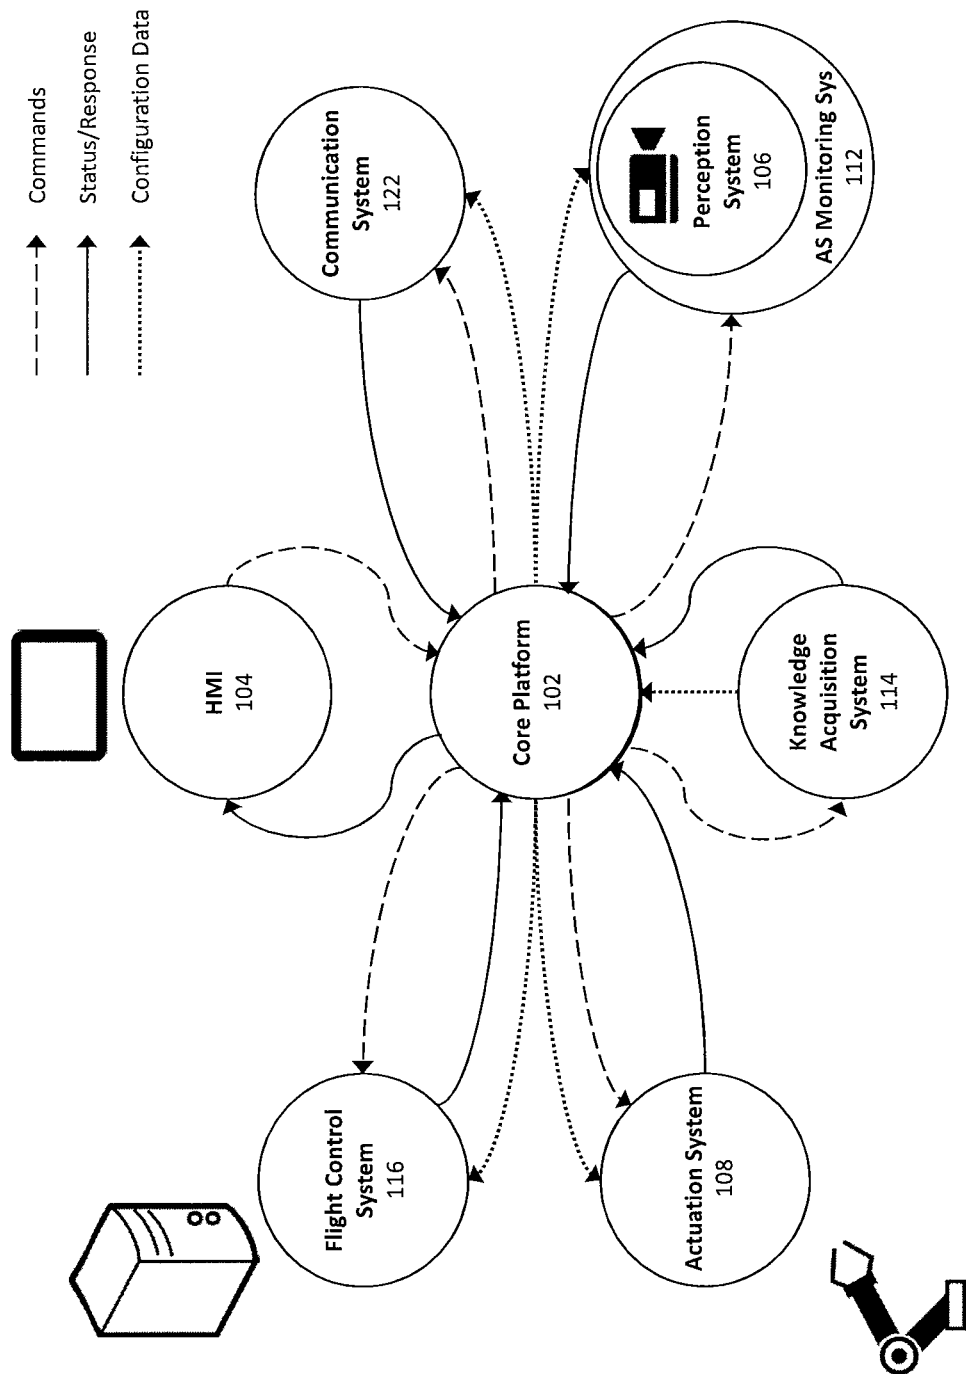 Commands
Status/Response
Configuration Data
HMI
104
Flight Control
System
116
Communication
System
122
Core Platform
102
Actuation System
108
Knowledge
Acquisition
System
114
Perception
System
106
AS Monitoring Sys
112